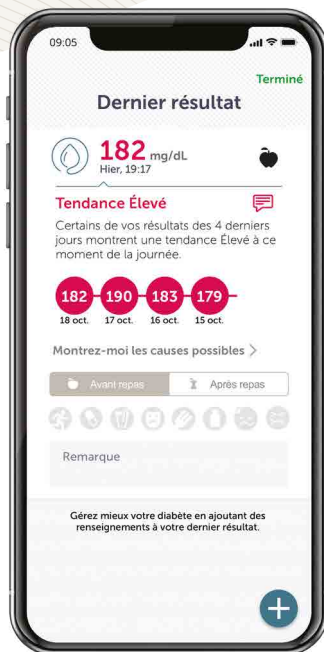 09:05
Terminé
Dernier résultat
182 mg/dL
Hier, 19:17
Tendance Élevé
Certains de vos résultats des 4 derniers
jours montrent une tendance Élevé à ce
moment de la journée.
182 190 183 179
18 oct. 17 oct. 16 oct. 15 oct.
Montrez-moi les causes possibles >
Avant repas Après repas
Remarque
Gérez mieux votre diabète en ajoutant des
renseignements à votre dernier résultat.